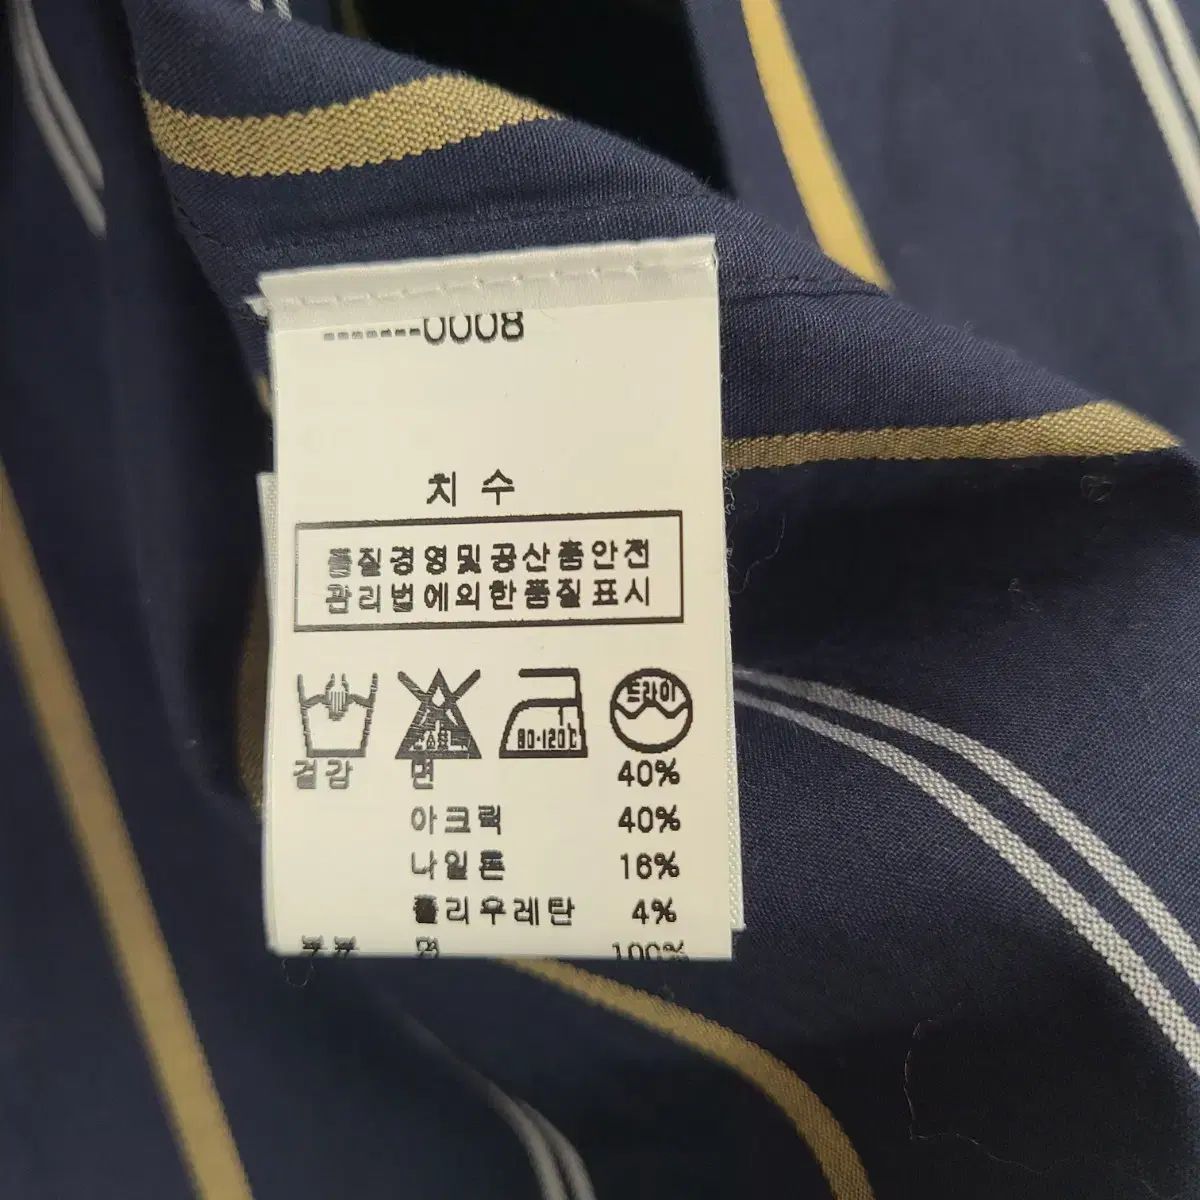 -0008
치 수
품질경영및공산품안전
관리법에의한품질표시
드라이
80-120℃
겉감 면 40%
아크릭 40%
나일론 16%
폴리우레탄 4%
100%